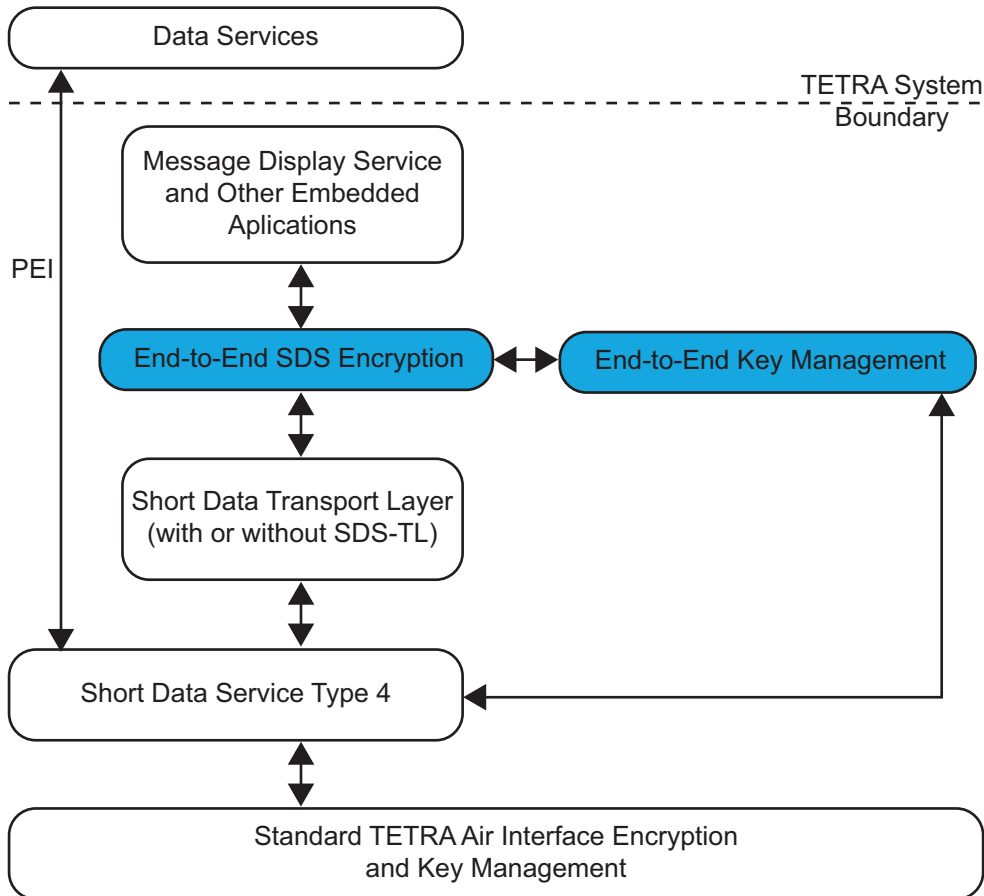 Data Services
TETRA System
Boundary
Message Display Service
and Other Embedded
Aplications
PEI
End-to-End SDS Encryption
End-to-End Key Management
Short Data Transport Layer
(with or without SDS-TL)
Short Data Service Type 4
Standard TETRA Air Interface Encryption
and Key Management